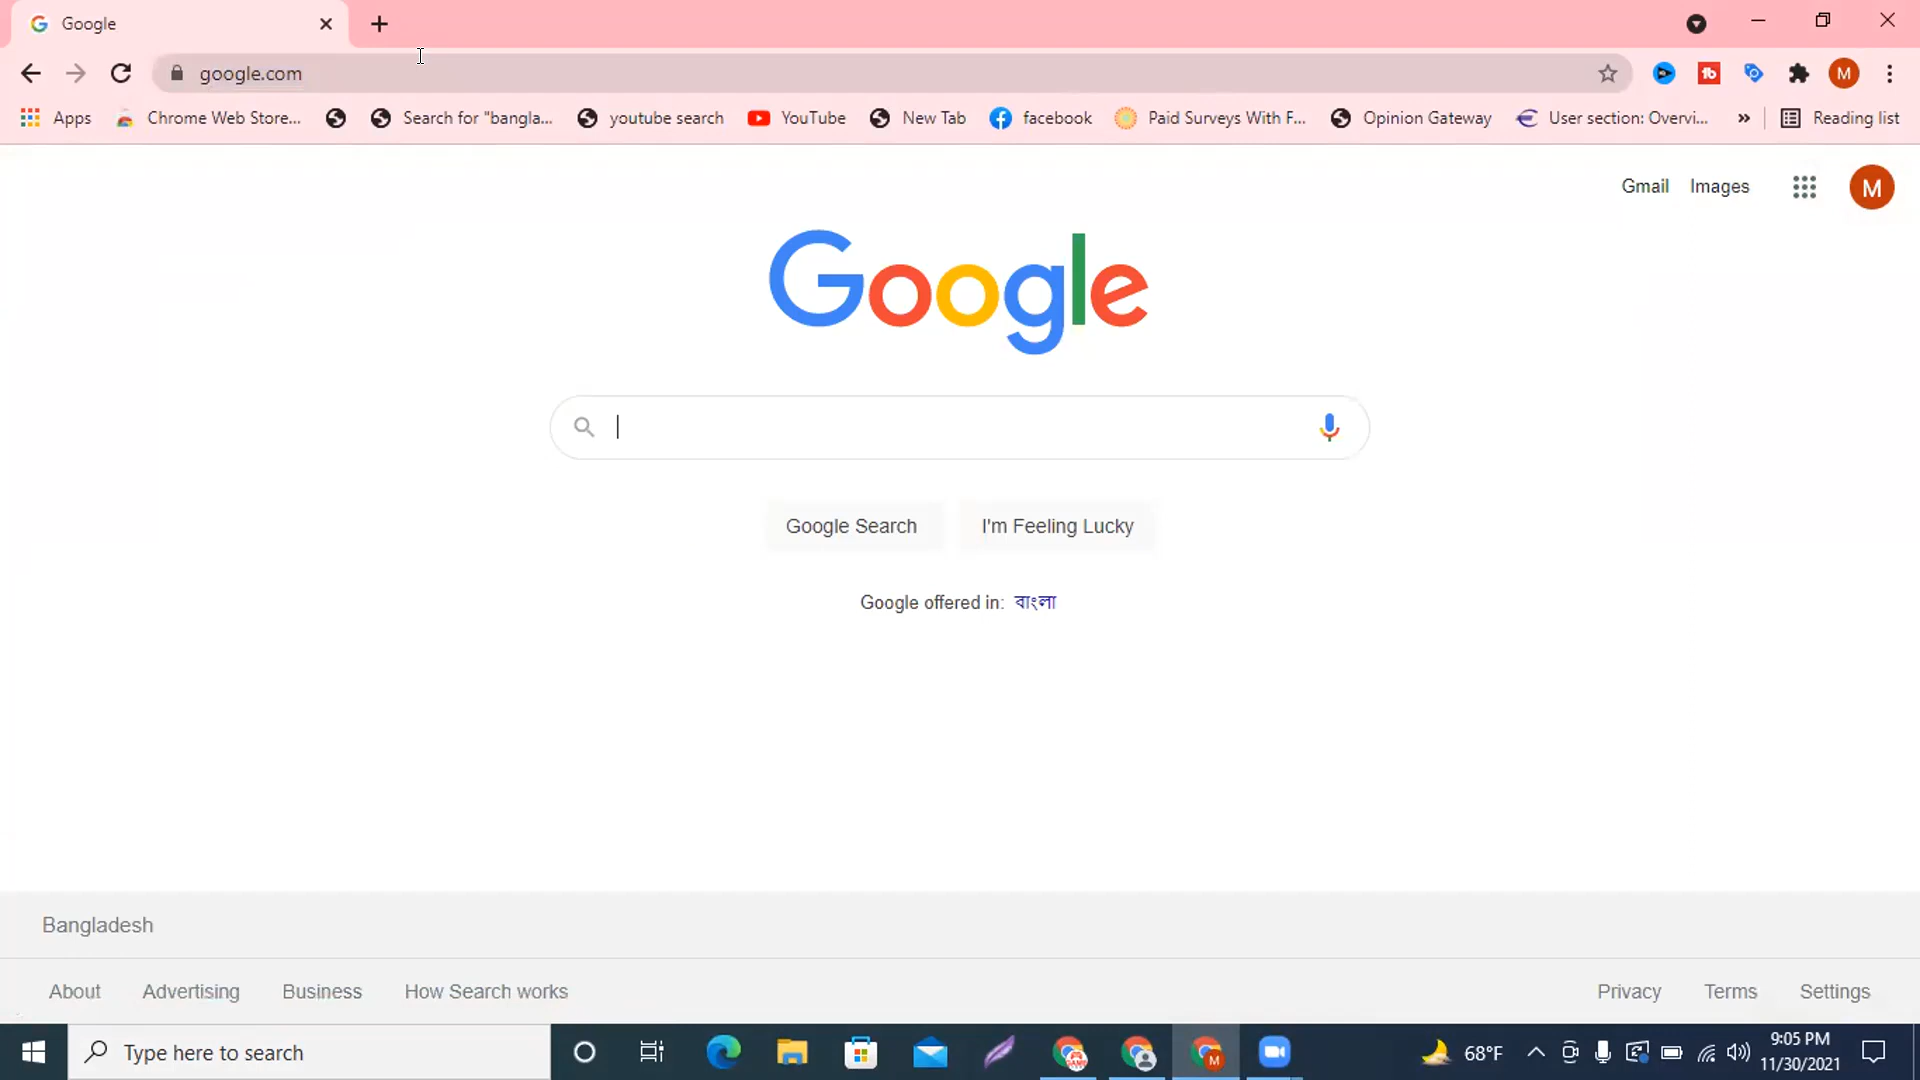 Google
google.com
Apps Chrome Web Store... Search for "bangla... youtube search YouTube New Tab facebook Paid Surveys With F... Opinion Gateway User section: Overvi... » Reading list
Gmail Images M
Google
Google Search I'm Feeling Lucky
Google offered in: বাংলা
Bangladesh
About Advertising Business How Search works Privacy Terms Settings
Type here to search 68°F 9:05 PM
11/30/2021